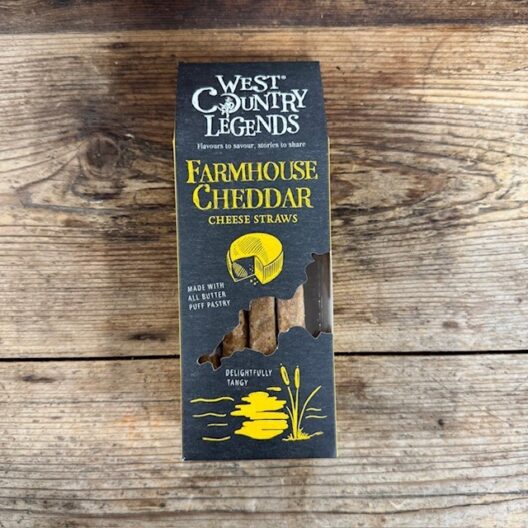 WEST®
COUNTRY
LEGENDS
Flavours to savour, stories to share
FARMHOUSE
CHEDDAR
CHEESE STRAWS
MADE WITH
ALL BUTTER
PUFF PASTRY
DELIGHTFULLY
TANGY